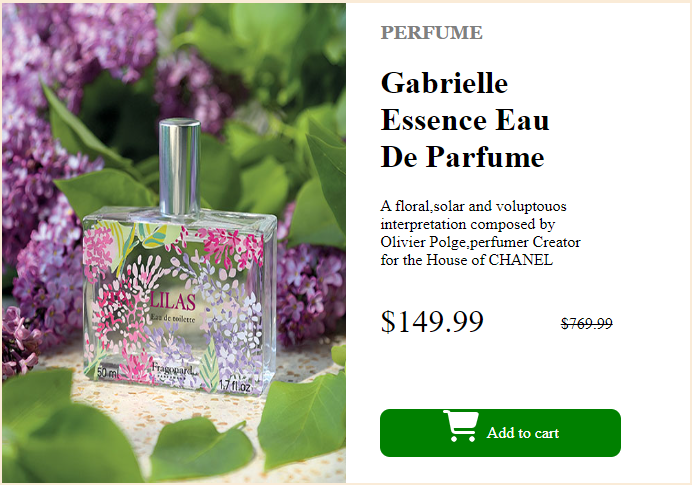 PERFUME
Gabrielle
Essence Eau
De Parfume
A floral,solar and voluptouos
interpretation composed by
Olivier Polge,perfumer Creator
for the House of CHANEL
$149.99 $769.99
Add to cart
LILAS
Eau de toilette
Fragonard
PARFUMEUR
50 ml 1.7 fl.oz